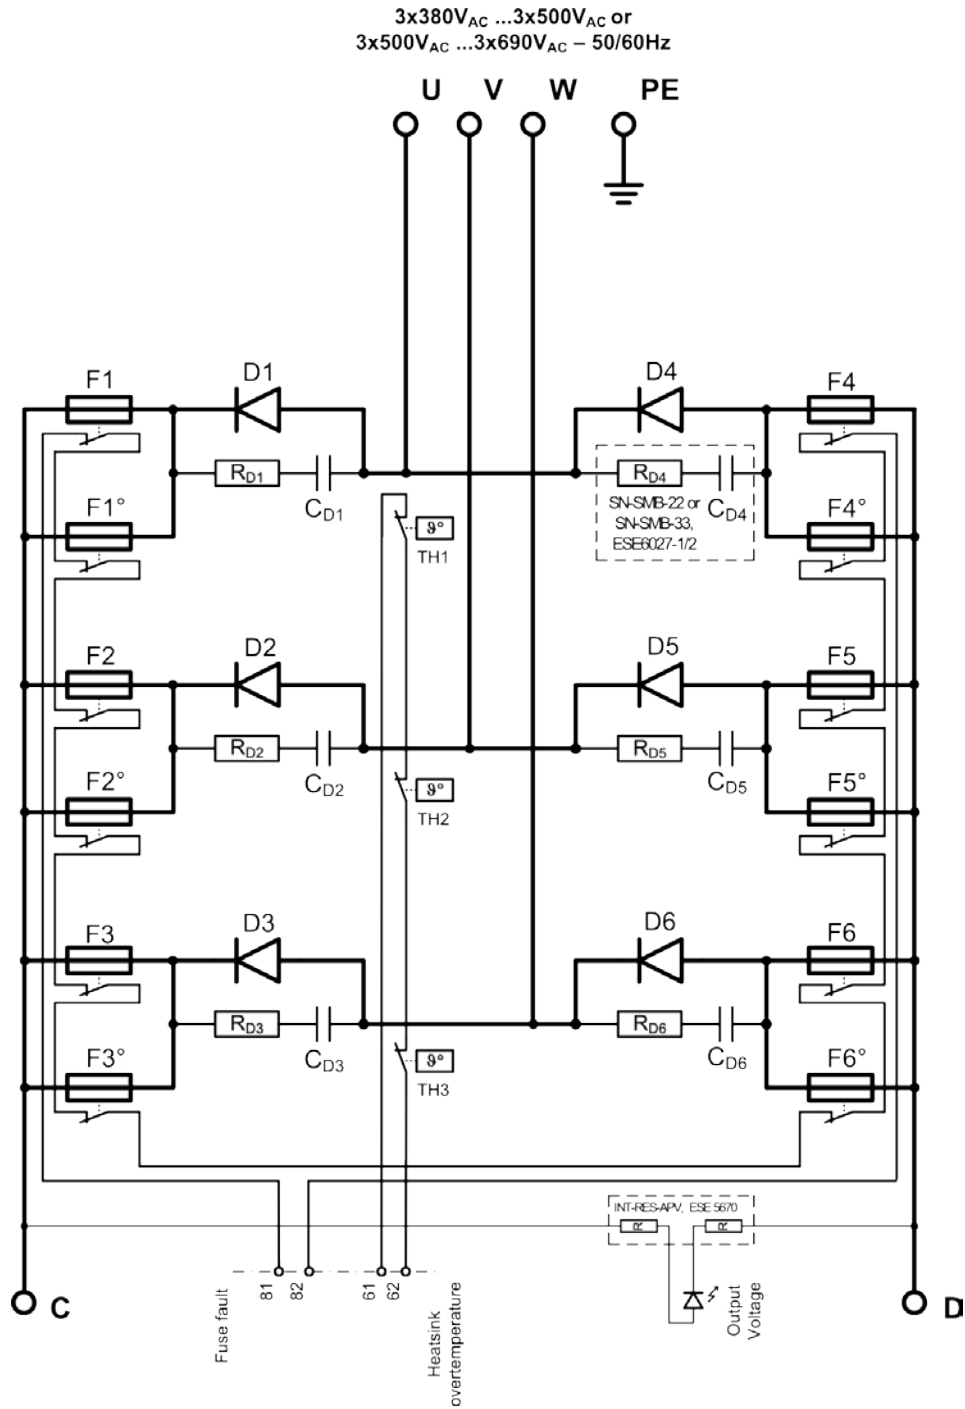 3x380VAC ...3x500VAC or
3x500VAC ...3x690VAC – 50/60Hz
U V W PE
F1 D1 D4 F4
RD1 CD1 RD4 CD4
F1° F4°
SN-SMB-22 or
SN-SMB-33,
ESE6027-1/2
ϑ°
TH1
F2 D2 D5 F5
RD2 CD2 RD5 CD5
F2° F5°
ϑ°
TH2
F3 D3 D6 F6
RD3 CD3 RD6 CD6
F3° F6°
ϑ°
TH3
INT-RES-APV, ESE 5670
R R
81 82 61 62
C D
Fuse fault
Heatsink
overtemperature
Output
Voltage